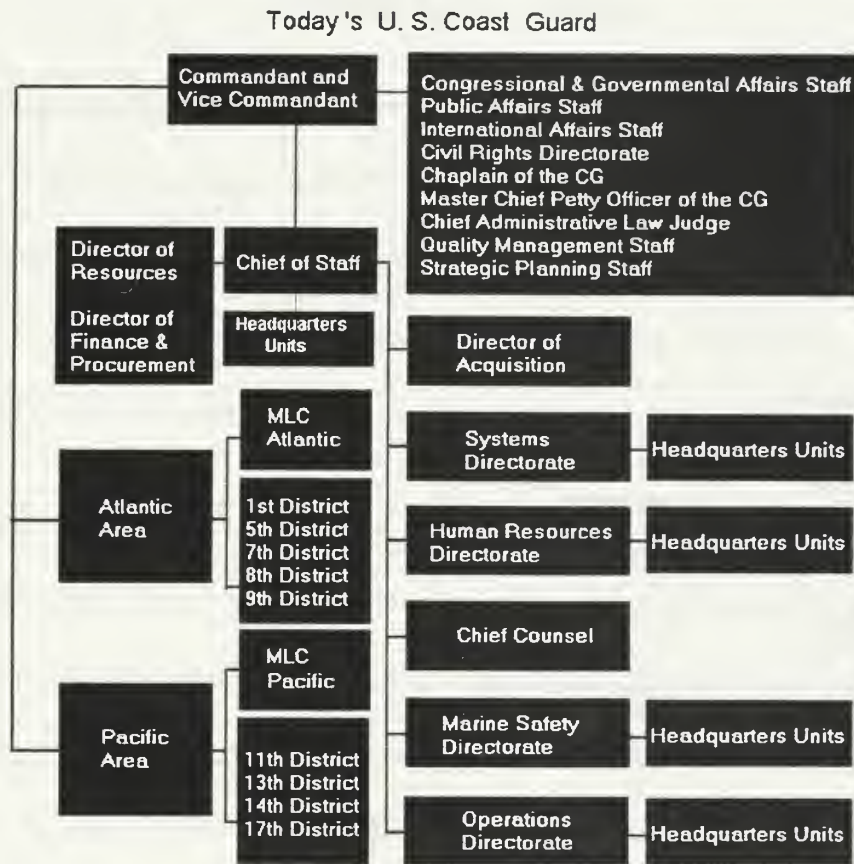 Today's U. S. Coast Guard
Commandant and
Vice Commandant
Congressional & Governmental Affairs Staff
Public Affairs Staff
International Affairs Staff
Civil Rights Directorate
Chaplain of the CG
Master Chief Petty Officer of the CG
Chief Administrative Law Judge
Quality Management Staff
Strategic Planning Staff
Director of
Resources
Director of
Finance &
Procurement
Chief of Staff
Headquarters
Units
Director of
Acquisition
MLC
Atlantic
Systems
Directorate
Headquarters Units
Atlantic
Area
1st District
5th District
7th District
8th District
9th District
Human Resources
Directorate
Headquarters Units
Chief Counsel
MLC
Pacific
Pacific
Area
11th District
13th District
14th District
17th District
Marine Safety
Directorate
Headquarters Units
Operations
Directorate
Headquarters Units